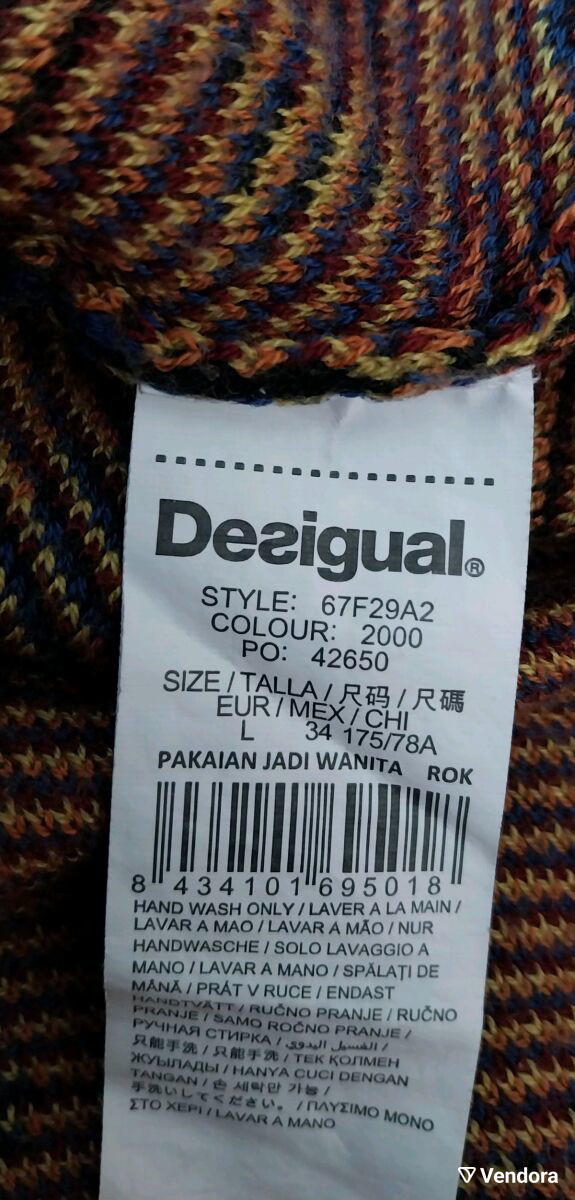 Desigual®
STYLE: 67F29A2
COLOUR: 2000
PO: 42650
SIZE / TALLA / 尺码 / 尺碼
EUR / MEX / CHI
L 34 175/78A
PAKAIAN JADI WANITA ROK
8 434101 695018
HAND WASH ONLY / LAVER A LA MAIN /
LAVAR A MAO / LAVAR A MÃO / NUR
HANDWASCHE / SOLO LAVAGGIO A
MANO / LAVAR A MANO / SPĂLAŢI DE
MÂNĂ / PRÁT V RUCE / ENDAST
HANDTVÄTT / RUČNO PRANJE / RUČNO
PRANJE / SAMO ROČNO PRANJE /
РУЧНАЯ СТИРКА / الغسيل اليدوي /
只能手洗 / 只能手洗 / ТЕК ҚОЛМЕН
ЖУЫЛАДЫ / HANYA CUCI DENGAN
TANGAN / 손 세탁만 가능 /
手洗いしてください。 / ΠΛΥΣΙΜΟ ΜΟΝΟ
ΣΤΟ ΧΕΡΙ / LAVAR A MANO
Vendora